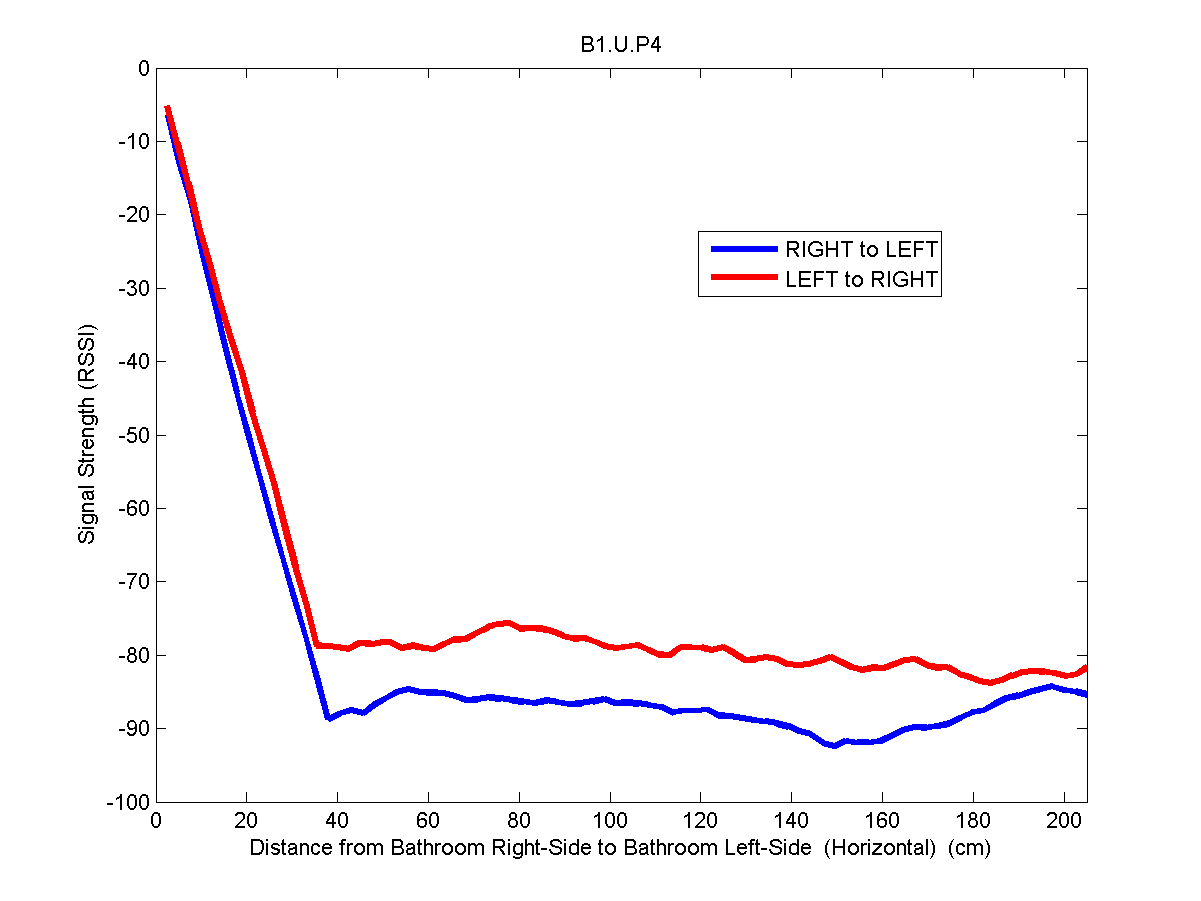 B1.U.P4
0
-10
-20
-30
-40
-50
-60
-70
-80
-90
-100
Signal Strength (RSSI)
RIGHT to LEFT
LEFT to RIGHT
0 20 40 60 80 100 120 140 160 180 200
Distance from Bathroom Right-Side to Bathroom Left-Side (Horizontal) (cm)